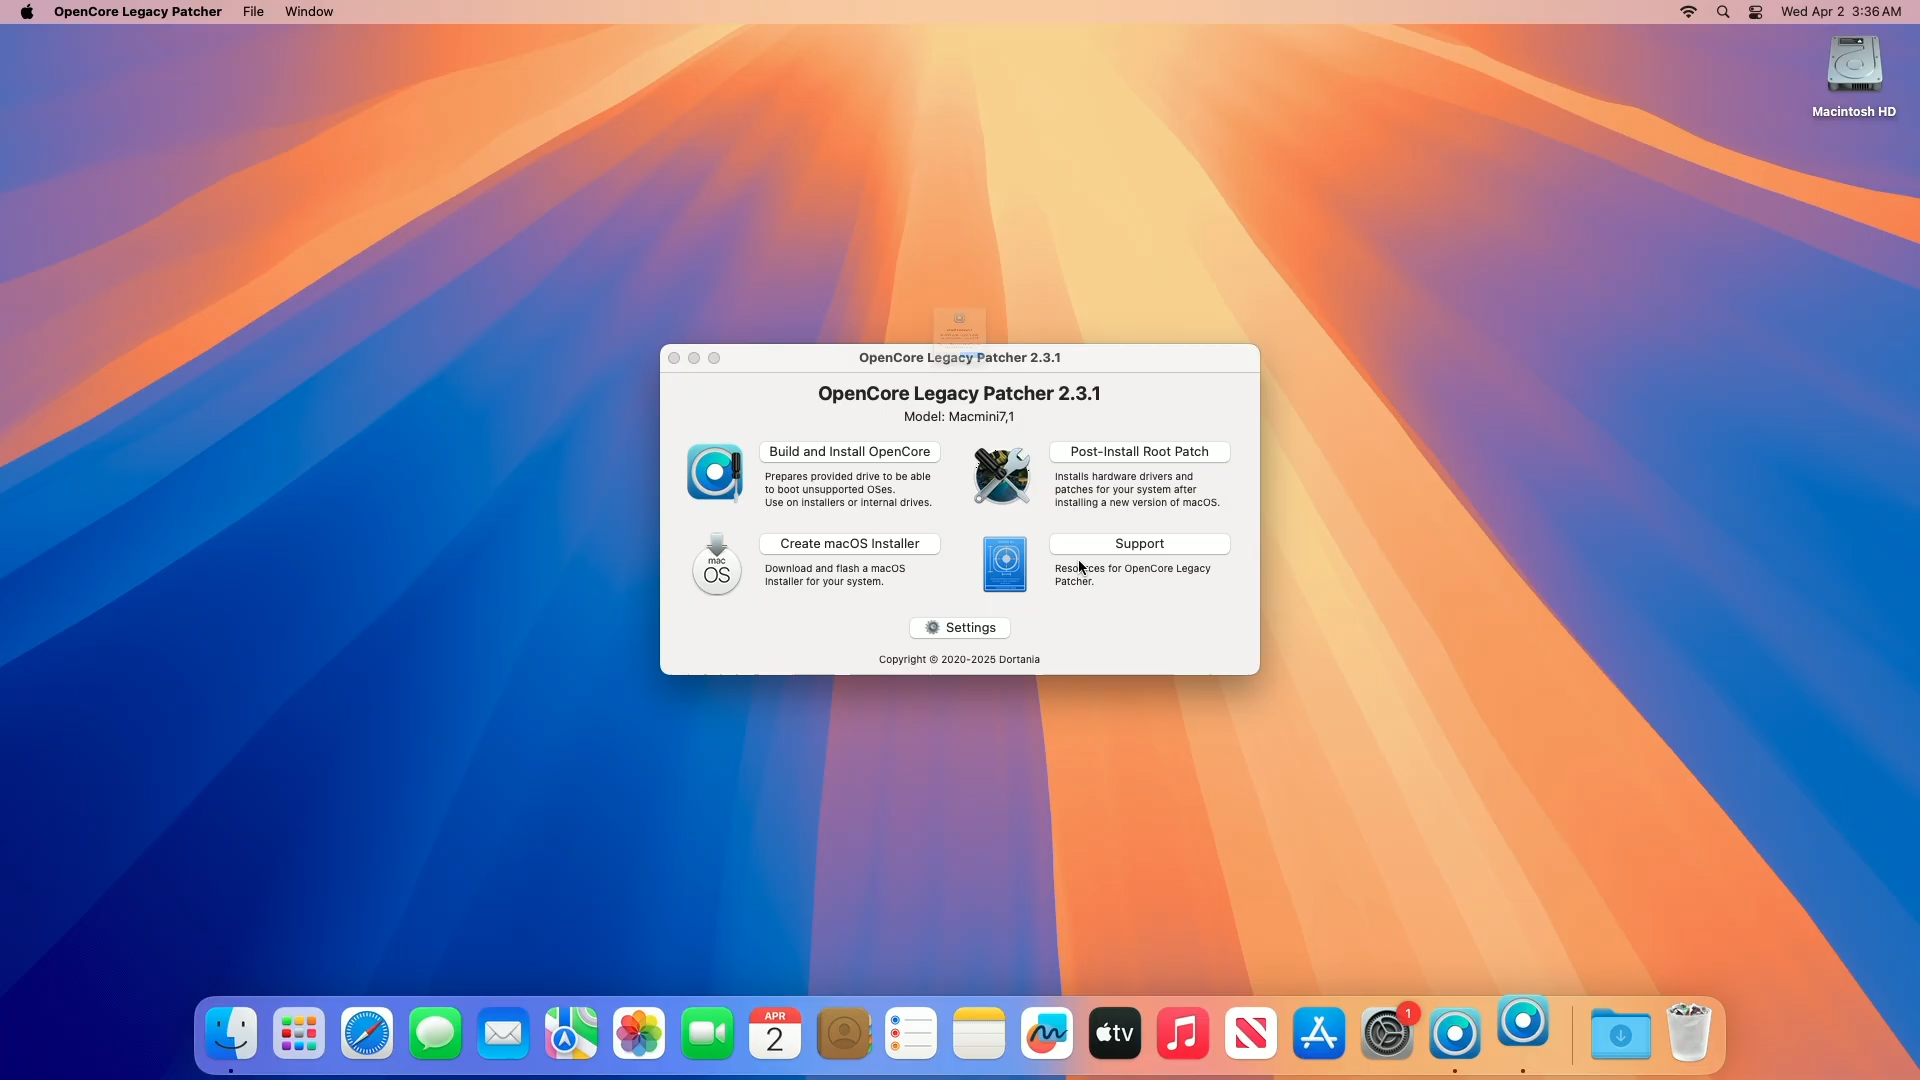 OpenCore Legacy Patcher File Window Wed Apr 2 3:36 AM
Macintosh HD
OpenCore Legacy Patcher 2.3.1
OpenCore Legacy Patcher 2.3.1
Model: Macmini7,1
Build and Install OpenCore
Prepares provided drive to be able
to boot unsupported OSes.
Use on installers or internal drives.
Post-Install Root Patch
Installs hardware drivers and
patches for your system after
installing a new version of macOS.
mac
OS
Create macOS Installer
Download and flash a macOS
Installer for your system.
Support
for OpenCore Legacy
Patcher.
Settings
Copyright © 2020-2025 Dortania
APR
2
tv
1